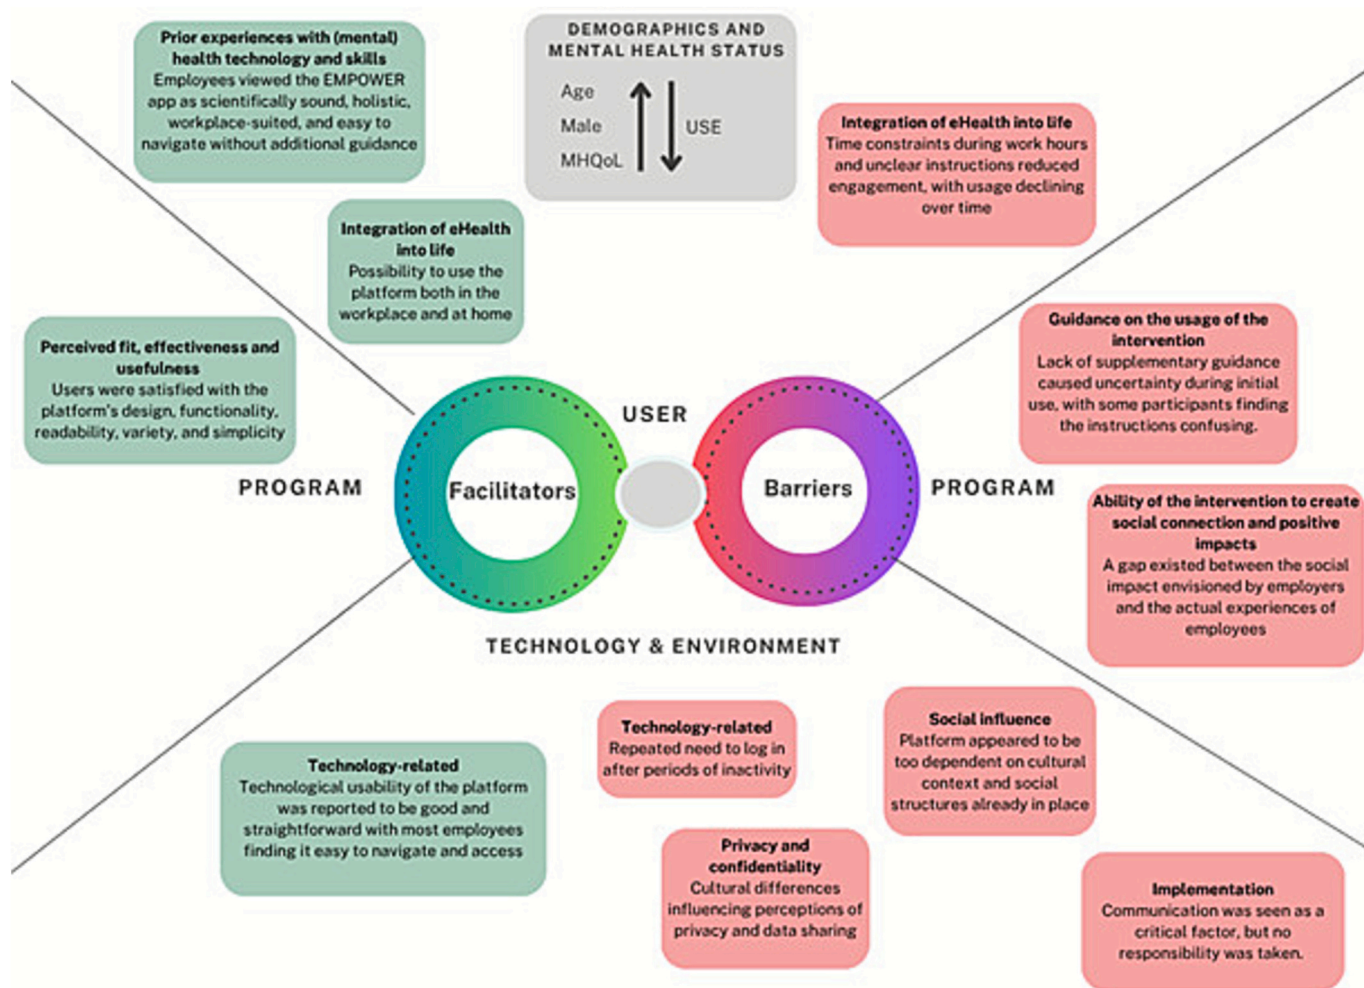 Prior experiences with (mental)
health technology and skills
Employees viewed the EMPOWER
app as scientifically sound, holistic,
workplace-suited, and easy to
navigate without additional guidance
DEMOGRAPHICS AND
MENTAL HEALTH STATUS
Age
Male
MHQoL
USE
Integration of eHealth into life
Time constraints during work hours
and unclear instructions reduced
engagement, with usage declining
over time
Integration of eHealth
into life
Possibility to use the
platform both in the
workplace and at home
Perceived fit, effectiveness and
usefulness
Users were satisfied with the
platform's design, functionality,
readability, variety, and simplicity
Guidance on the usage of the
intervention
Lack of supplementary guidance
caused uncertainty during initial
use, with some participants finding
the instructions confusing.
USER
PROGRAM
Facilitators
Barriers
PROGRAM
Ability of the intervention to create
social connection and positive
impacts
A gap existed between the social
impact envisioned by employers
and the actual experiences of
employees
TECHNOLOGY & ENVIRONMENT
Technology-related
Technological usability of the platform
was reported to be good and
straightforward with most employees
finding it easy to navigate and access
Technology-related
Repeated need to log in
after periods of inactivity
Social influence
Platform appeared to be
too dependent on cultural
context and social
structures already in place
Privacy and
confidentiality
Cultural differences
influencing perceptions of
privacy and data sharing
Implementation
Communication was seen as a
critical factor, but no
responsibility was taken.